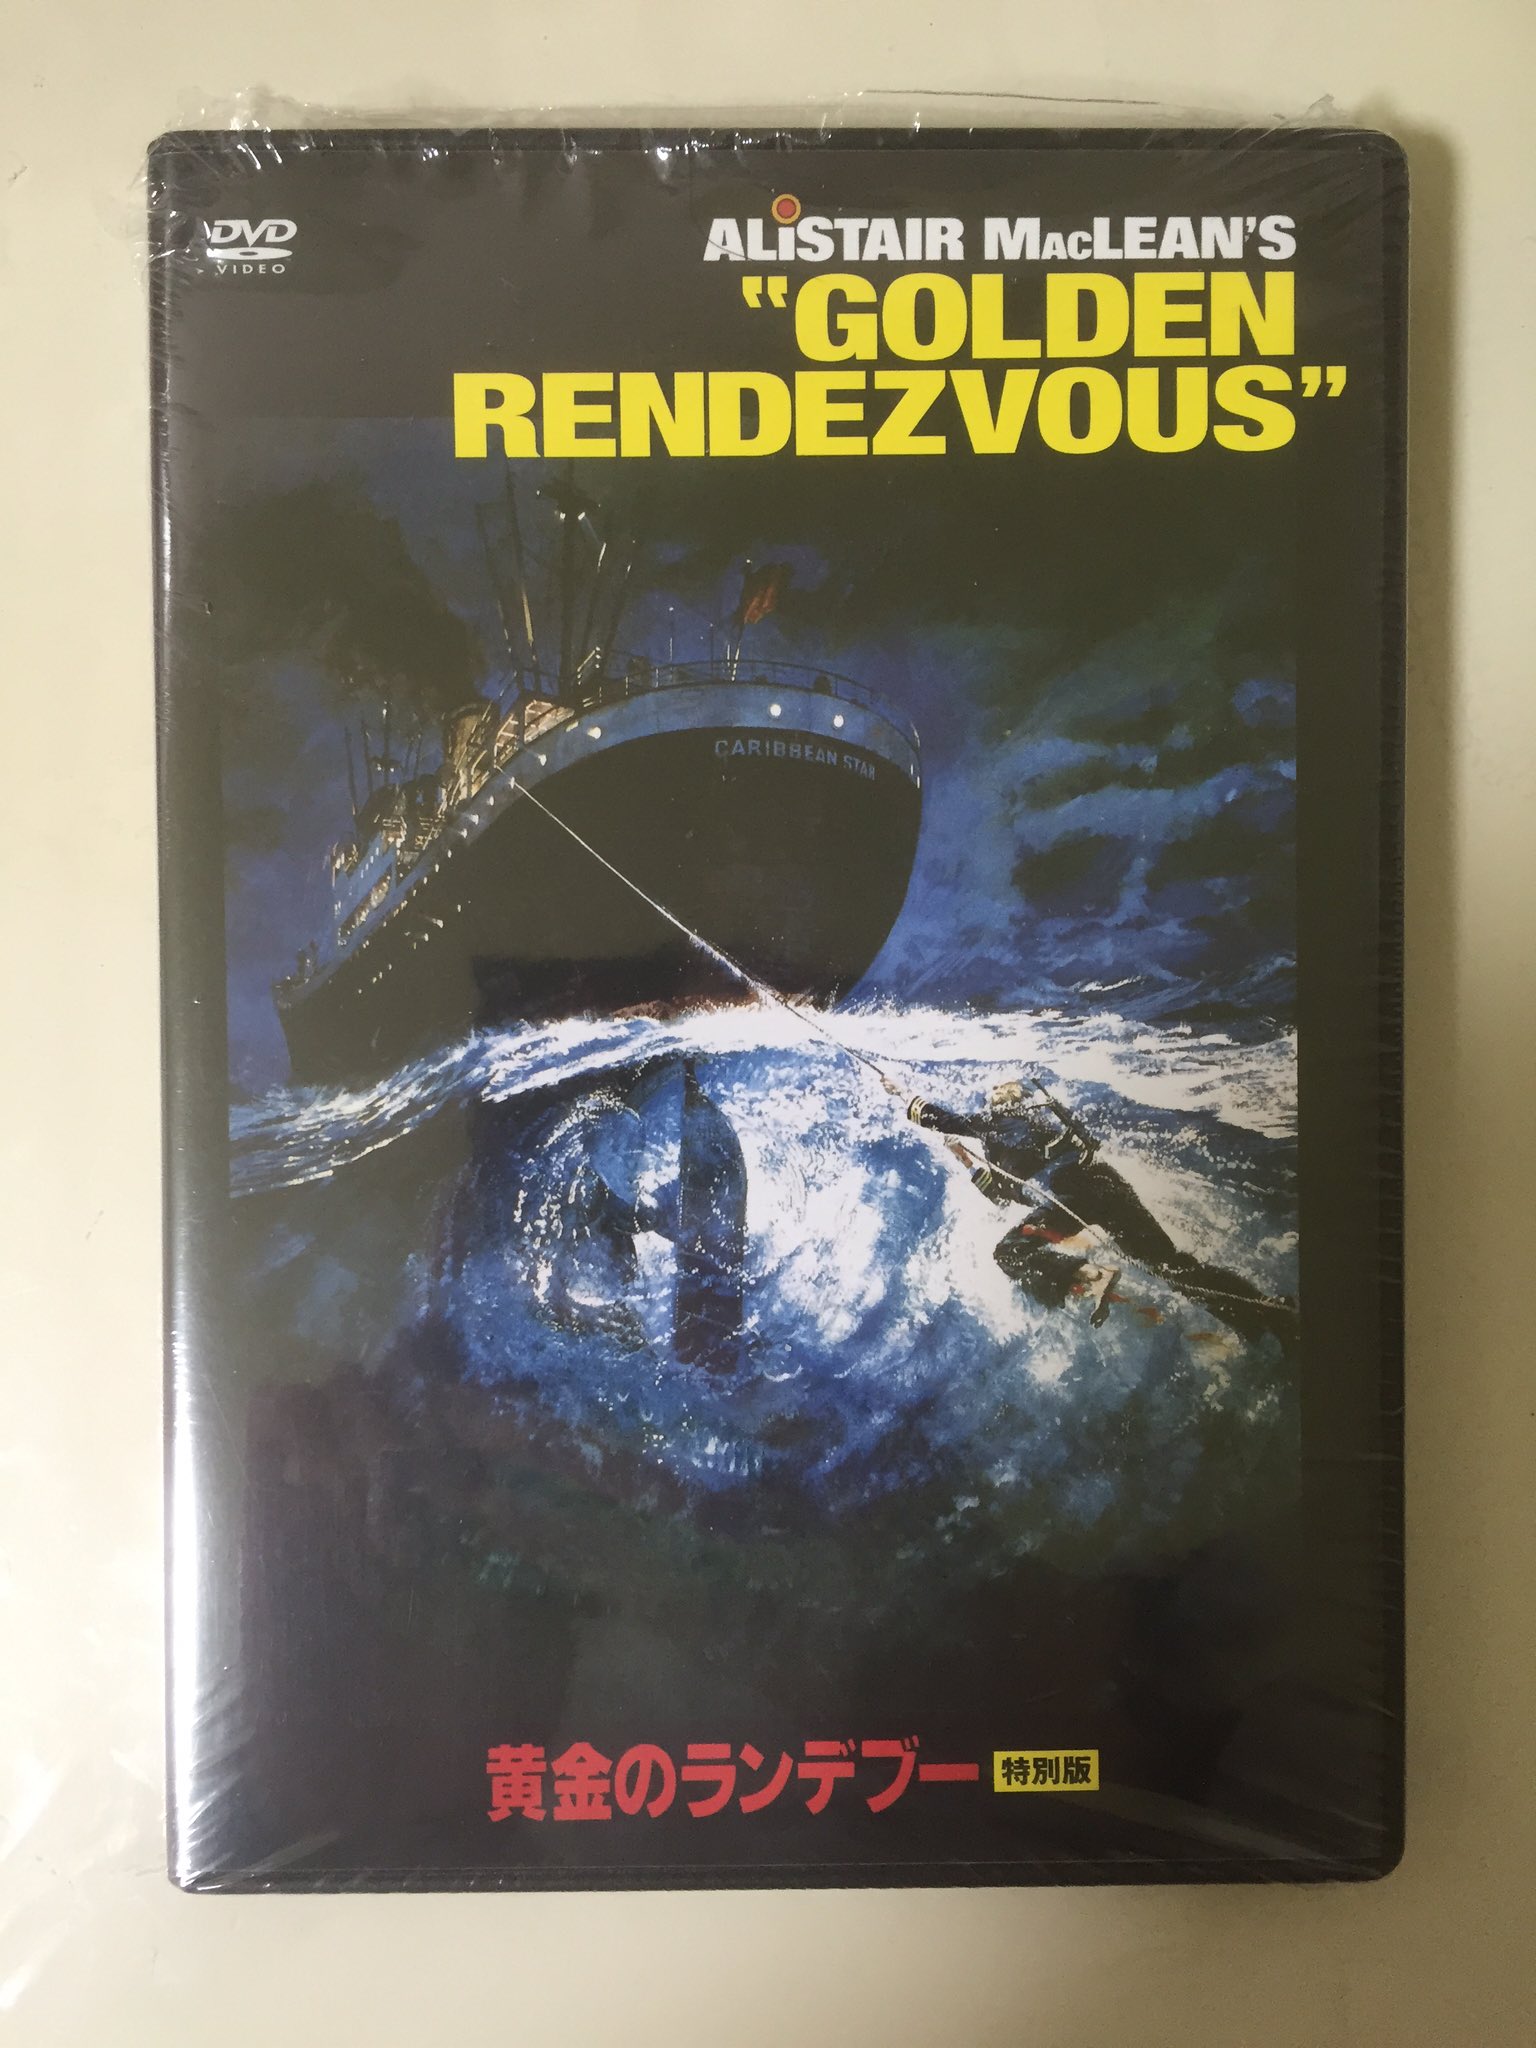 DVD
VIDEO
ALiSTAIR MACLEAN'S
"GOLDEN
RENDEZVOUS"
CARIBBEAN STAR
黄金のランデブー 特別版